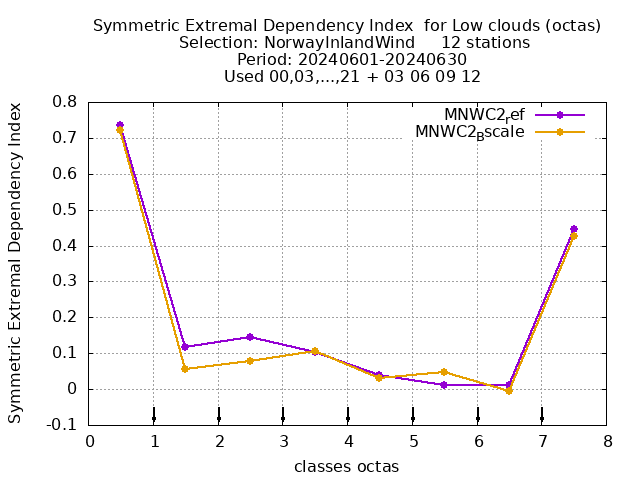 Symmetric Extremal Dependency Index  for Low clouds (octas)
Selection: NorwayInlandWind     12 stations
Period: 20240601-20240630
Used 00,03,...,21 + 03 06 09 12
MNWC2ref
MNWC2Bscale
Symmetric Extremal Dependency Index
0.8
0.7
0.6
0.5
0.4
0.3
0.2
0.1
0
-0.1
0 1 2 3 4 5 6 7 8
classes octas